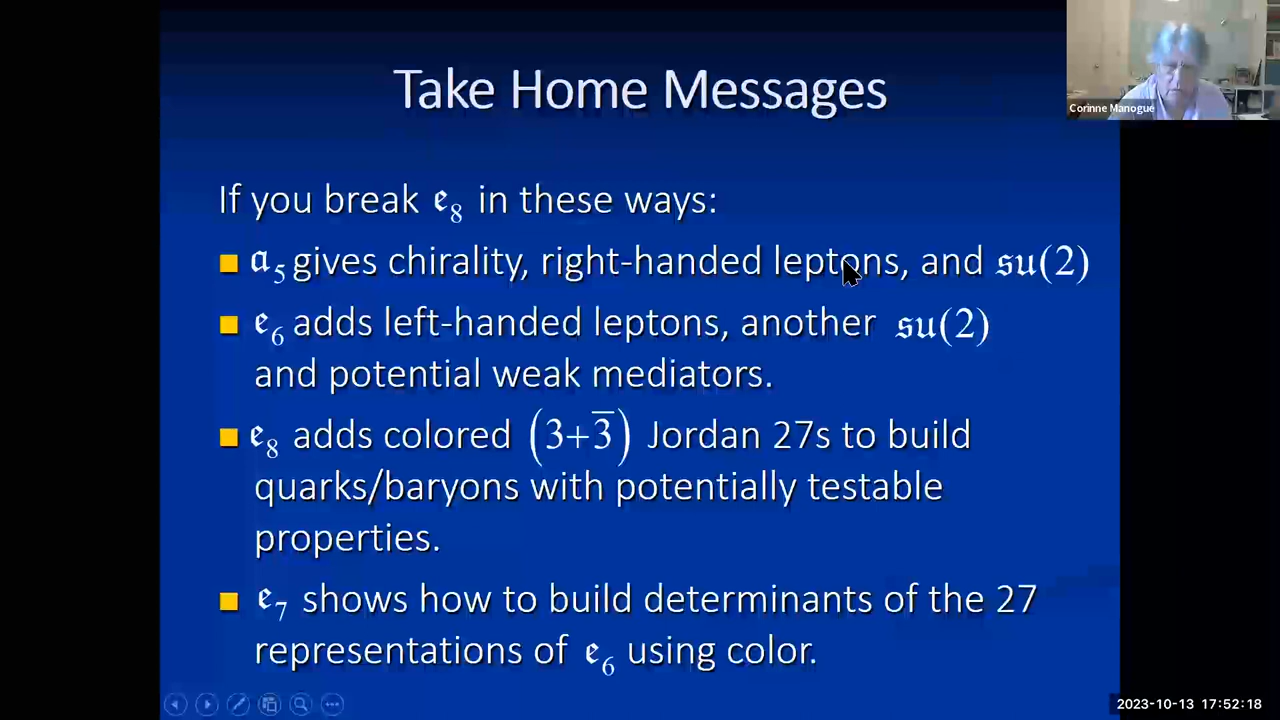 Take Home Messages
Corinne Manogue
If you break 𝔢₈ in these ways:
𝔞₅ gives chirality, right-handed leptons, and 𝔰𝔲(2)
𝔢₆ adds left-handed leptons, another 𝔰𝔲(2)
and potential weak mediators.
𝔢₈ adds colored (3+3̅) Jordan 27s to build
quarks/baryons with potentially testable
properties.
𝔢₇ shows how to build determinants of the 27
representations of 𝔢₆ using color.
2023-10-13 17:52:18